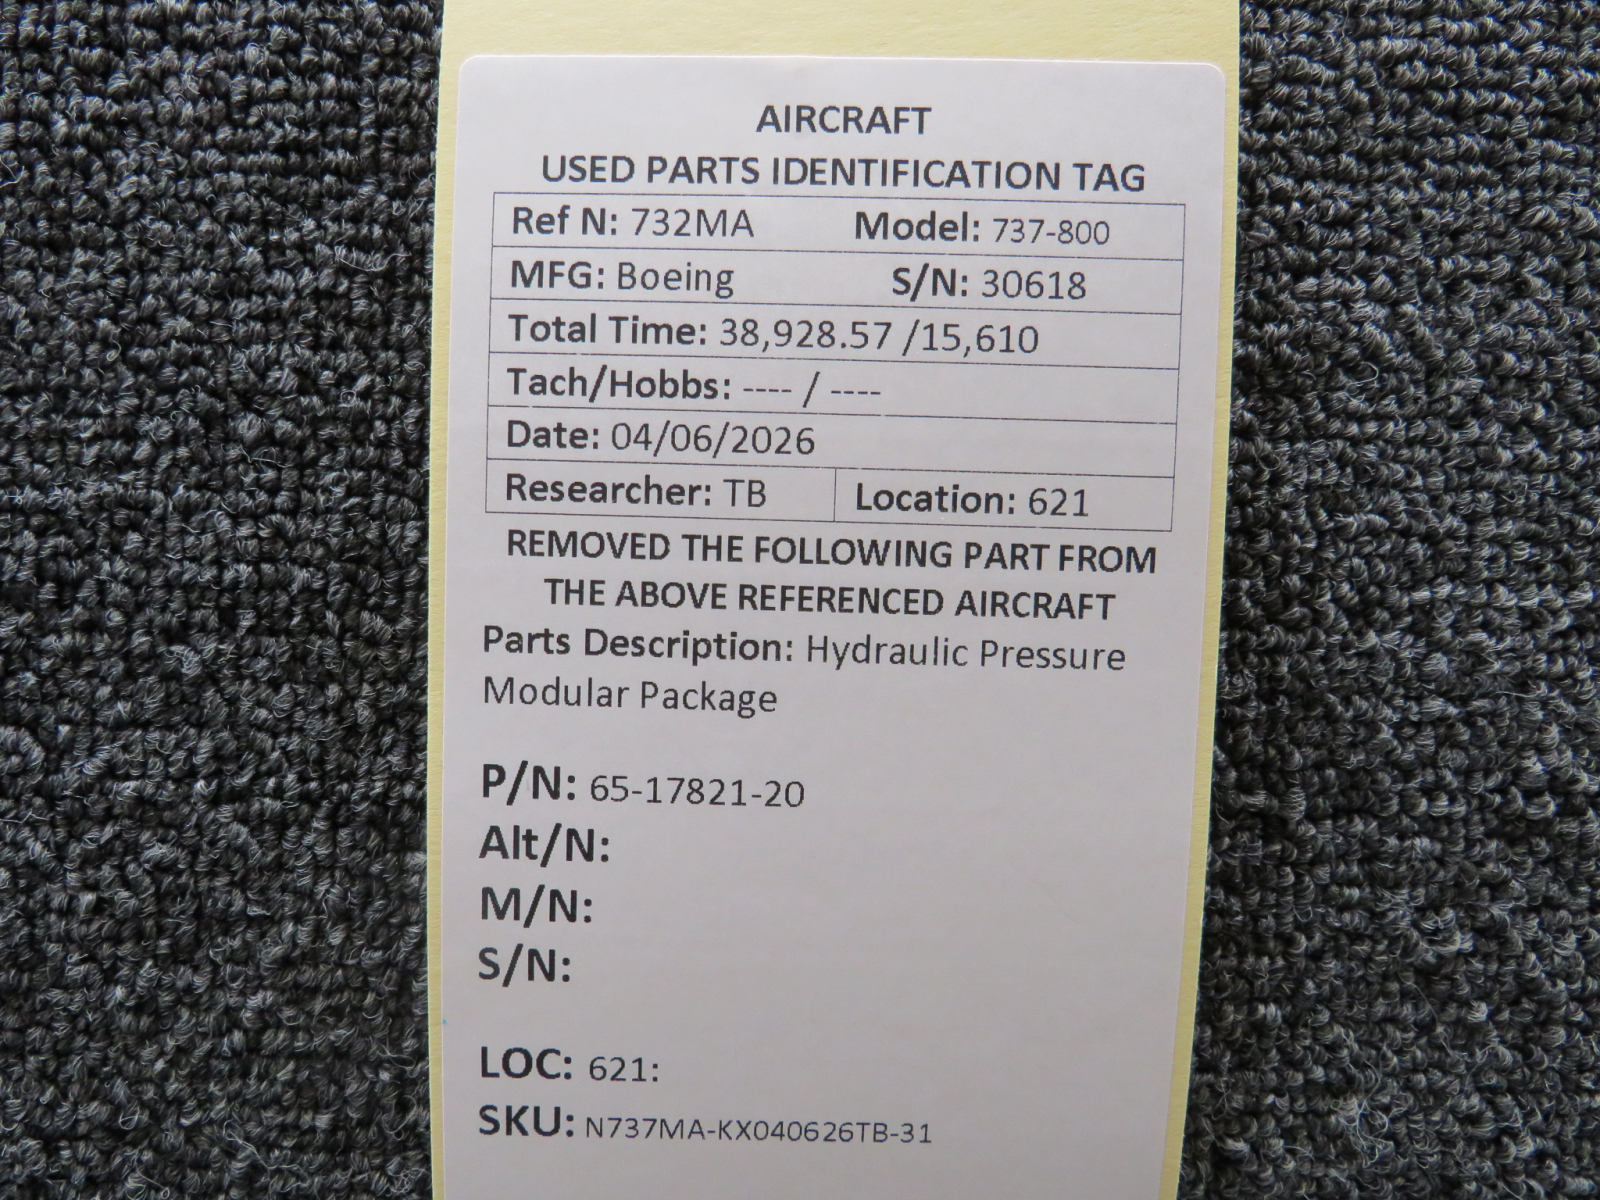 AIRCRAFT
USED PARTS IDENTIFICATION TAG
Ref N: 732MA Model: 737-800
MFG: Boeing S/N: 30618
Total Time: 38,928.57 /15,610
Tach/Hobbs: ---- / ----
Date: 04/06/2026
Researcher: TB Location: 621
REMOVED THE FOLLOWING PART FROM
THE ABOVE REFERENCED AIRCRAFT
Parts Description: Hydraulic Pressure
Modular Package
P/N: 65-17821-20
Alt/N:
M/N:
S/N:
LOC: 621:
SKU: N737MA-KX040626TB-31